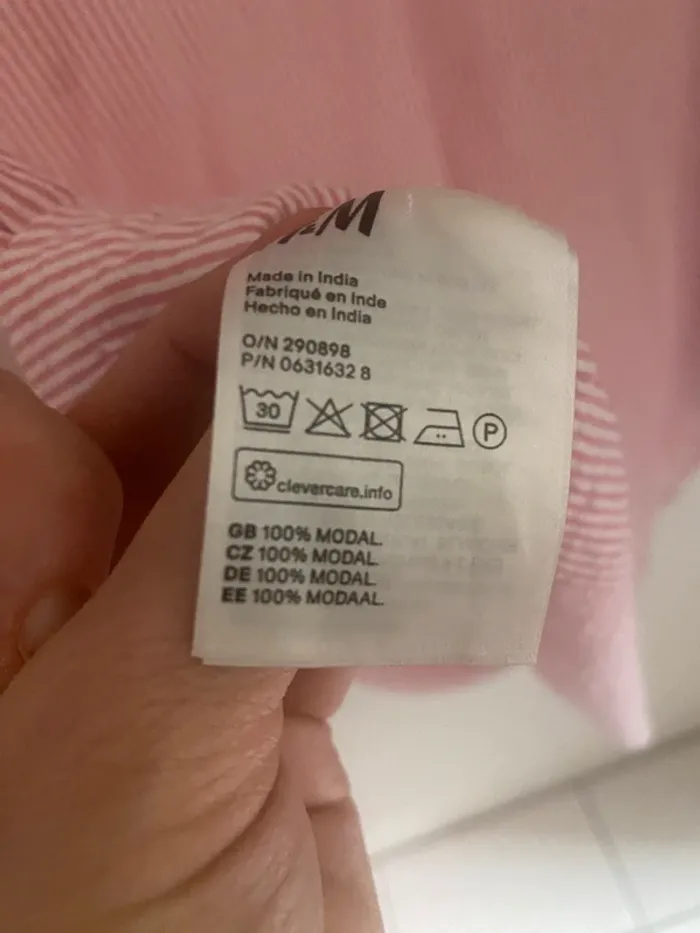 H&M
Made in India
Fabriqué en Inde
Hecho en India
O/N 290898
P/N 0631632 8
30 P
clevercare.info
GB 100% MODAL
CZ 100% MODAL
DE 100% MODAL
EE 100% MODAAL